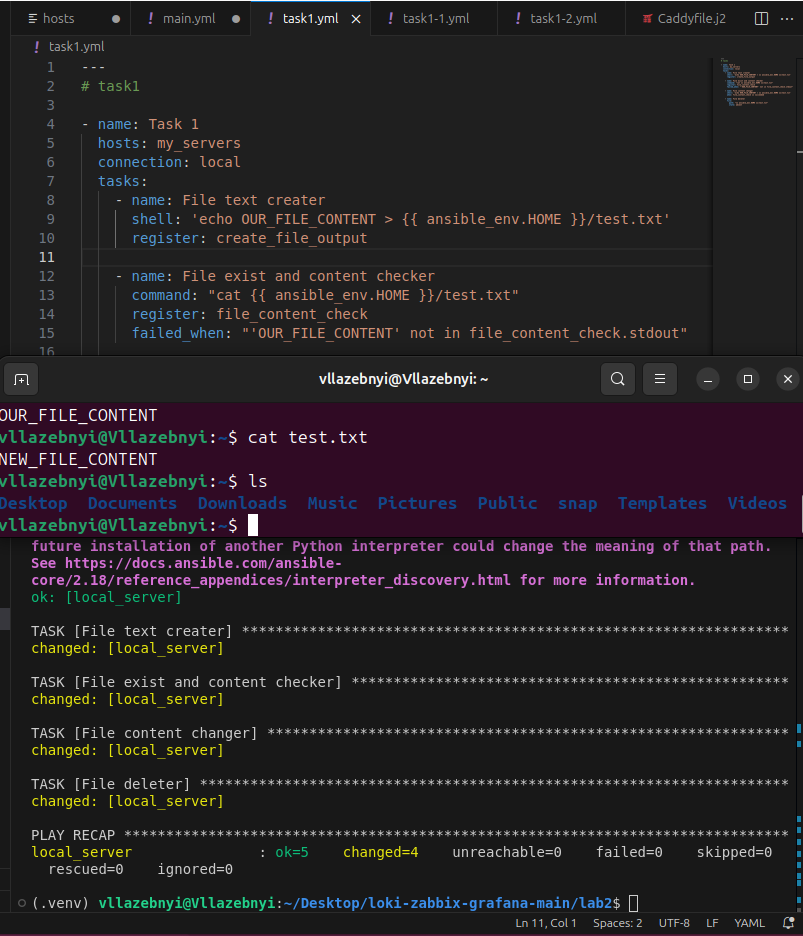 hosts main.yml task1.yml task1-1.yml task1-2.yml Caddyfile.j2
task1.yml
1 ---
2 # task1
3
4 - name: Task 1
5 hosts: my_servers
6 connection: local
7 tasks:
8 - name: File text creater
9 shell: 'echo OUR_FILE_CONTENT > {{ ansible_env.HOME }}/test.txt'
10 register: create_file_output
11
12 - name: File exist and content checker
13 command: "cat {{ ansible_env.HOME }}/test.txt"
14 register: file_content_check
15 failed_when: "'OUR_FILE_CONTENT' not in file_content_check.stdout"
16
vllazebnyi@Vllazebnyi: ~
OUR_FILE_CONTENT
vllazebnyi@Vllazebnyi:~$ cat test.txt
NEW_FILE_CONTENT
vllazebnyi@Vllazebnyi:~$ ls
Desktop Documents Downloads Music Pictures Public snap Templates Videos
vllazebnyi@Vllazebnyi:~$
future installation of another Python interpreter could change the meaning of that path.
See https://docs.ansible.com/ansible-
core/2.18/reference_appendices/interpreter_discovery.html for more information.
ok: [local_server]
TASK [File text creater] *****************************************************************
changed: [local_server]
TASK [File exist and content checker] ****************************************************
changed: [local_server]
TASK [File content changer] **************************************************************
changed: [local_server]
TASK [File deleter] **********************************************************************
changed: [local_server]
PLAY RECAP *******************************************************************************
local_server : ok=5 changed=4 unreachable=0 failed=0 skipped=0
rescued=0 ignored=0
(.venv) vllazebnyi@Vllazebnyi:~/Desktop/loki-zabbix-grafana-main/lab2$
Ln 11, Col 1 Spaces: 2 UTF-8 LF YAML